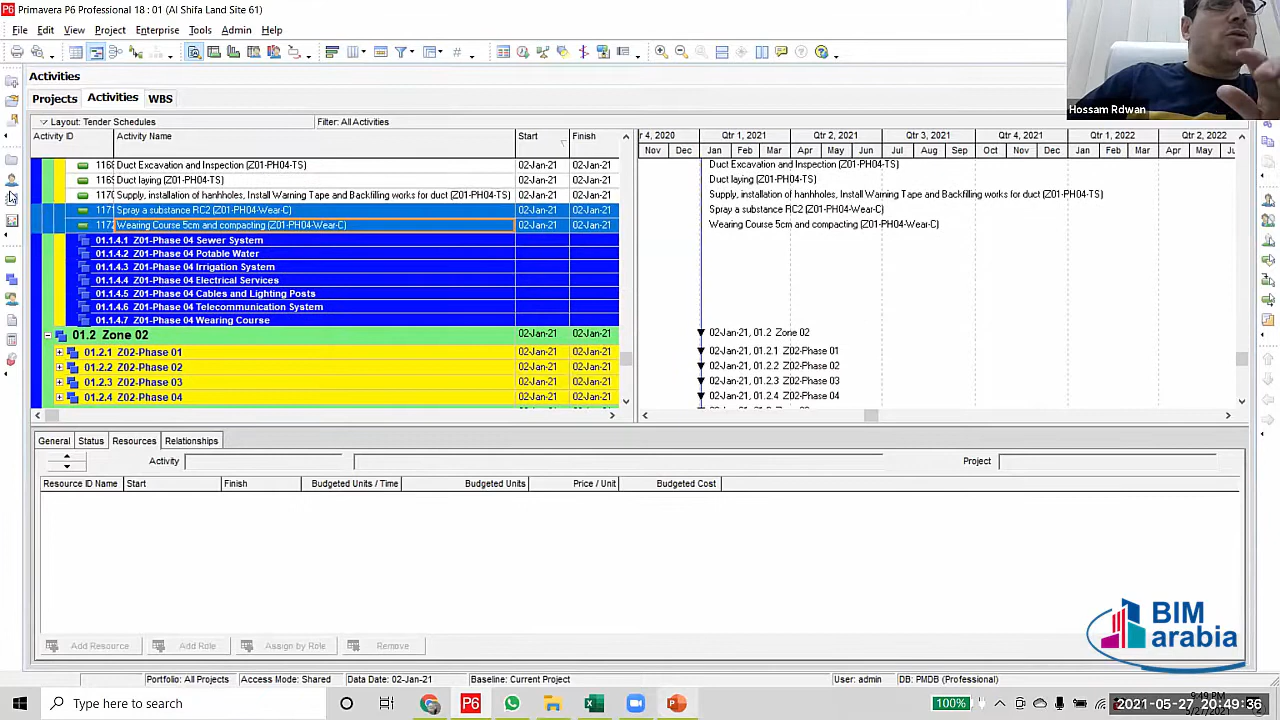 Primavera P6 Professional 18 : 01 (Al Shifa Land Site 61)
File Edit View Project Enterprise Tools Admin Help
Activities
Projects Activities WBS
Layout: Tender Schedules Filter: All Activities
Activity ID Activity Name Start Finish
r 4, 2020 Qtr 1, 2021 Qtr 2, 2021 Qtr 3, 2021 Qtr 4, 2021 Qtr 1, 2022 Qtr 2, 2022
Nov Dec Jan Feb Mar Apr May Jun Jul Aug Sep Oct Nov Dec Jan Feb Mar Apr May
Duct Excavation and Inspection (Z01-PH04-TS) 02-Jan-21 02-Jan-21 Duct Excavation and Inspection (Z01-PH04-TS)
Duct laying (Z01-PH04-TS) 02-Jan-21 02-Jan-21 Duct laying (Z01-PH04-TS)
Supply, installation of hanhholes, Install Warning Tape and Backfilling works for duct (Z01-PH04-TS) 02-Jan-21 02-Jan-21 Supply, installation of hanhholes, Install Warning Tape and Backfilling works for duct (Z01-PH04-TS)
Spray a substance RC2 (Z01-PH04-Wear-C) 02-Jan-21 02-Jan-21 Spray a substance RC2 (Z01-PH04-Wear-C)
Wearing Course 5cm and compacting (Z01-PH04-Wear-C) 02-Jan-21 02-Jan-21 Wearing Course 5cm and compacting (Z01-PH04-Wear-C)
01.1.4.1 Z01-Phase 04 Sewer System
01.1.4.2 Z01-Phase 04 Potable Water
01.1.4.3 Z01-Phase 04 Irrigation System
01.1.4.4 Z01-Phase 04 Electrical Services
01.1.4.5 Z01-Phase 04 Cables and Lighting Posts
01.1.4.6 Z01-Phase 04 Telecommunication System
01.1.4.7 Z01-Phase 04 Wearing Course
01.2 Zone 02 02-Jan-21 02-Jan-21 02-Jan-21, 01.2 Zone 02
01.2.1 Z02-Phase 01 02-Jan-21 02-Jan-21 02-Jan-21, 01.2.1 Z02-Phase 01
01.2.2 Z02-Phase 02 02-Jan-21 02-Jan-21 02-Jan-21, 01.2.2 Z02-Phase 02
01.2.3 Z02-Phase 03 02-Jan-21 02-Jan-21 02-Jan-21, 01.2.3 Z02-Phase 03
01.2.4 Z02-Phase 04 02-Jan-21 02-Jan-21 02-Jan-21, 01.2.4 Z02-Phase 04
General Status Resources Relationships
Activity Project
Resource ID Name Start Finish Budgeted Units / Time Budgeted Units Price / Unit Budgeted Cost
Add Resource Add Role Assign by Role Remove
Portfolio: All Projects Access Mode: Shared Data Date: 02-Jan-21 Baseline: Current Project User: admin DB: PMDB (Professional)
Type here to search
100%
9:49 PM
2021-05-27 20:49:36
Hossam Rdwan
BIM
arabia